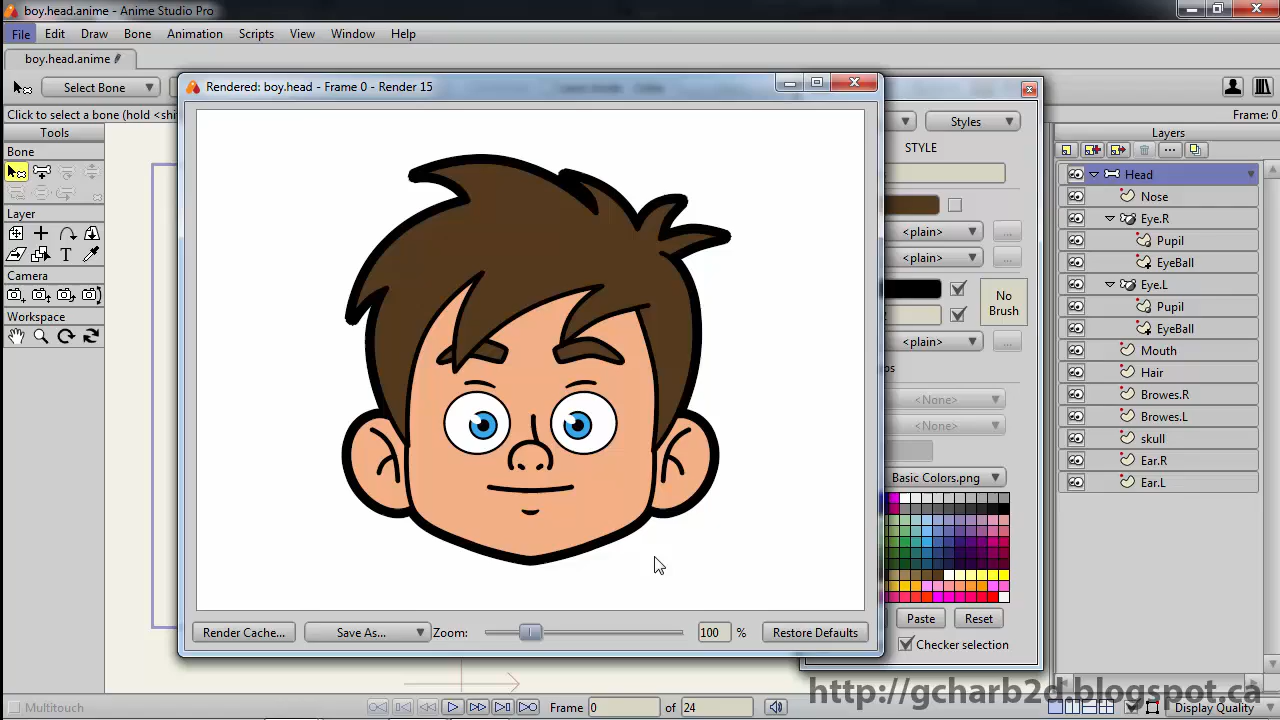 boy.head.anime - Anime Studio Pro
File Edit Draw Bone Animation Scripts View Window Help
boy.head.anime
Select Bone
Click to select a bone (hold <shi
Frame: 0
Rendered: boy.head - Frame 0 - Render 15
Tools
Bone
Layer
Camera
Workspace
Styles
STYLE
<plain>
<plain>
No
Brush
<plain>
<None>
<None>
Basic Colors.png
Paste Reset
Checker selection
Layers
Head
Nose
Eye.R
Pupil
EyeBall
Eye.L
Pupil
EyeBall
Mouth
Hair
Browes.R
Browes.L
skull
Ear.R
Ear.L
Render Cache... Save As... Zoom: 100 % Restore Defaults
http://gcharb2d.blogspot.ca
Multitouch Frame 0 of 24 Display Quality